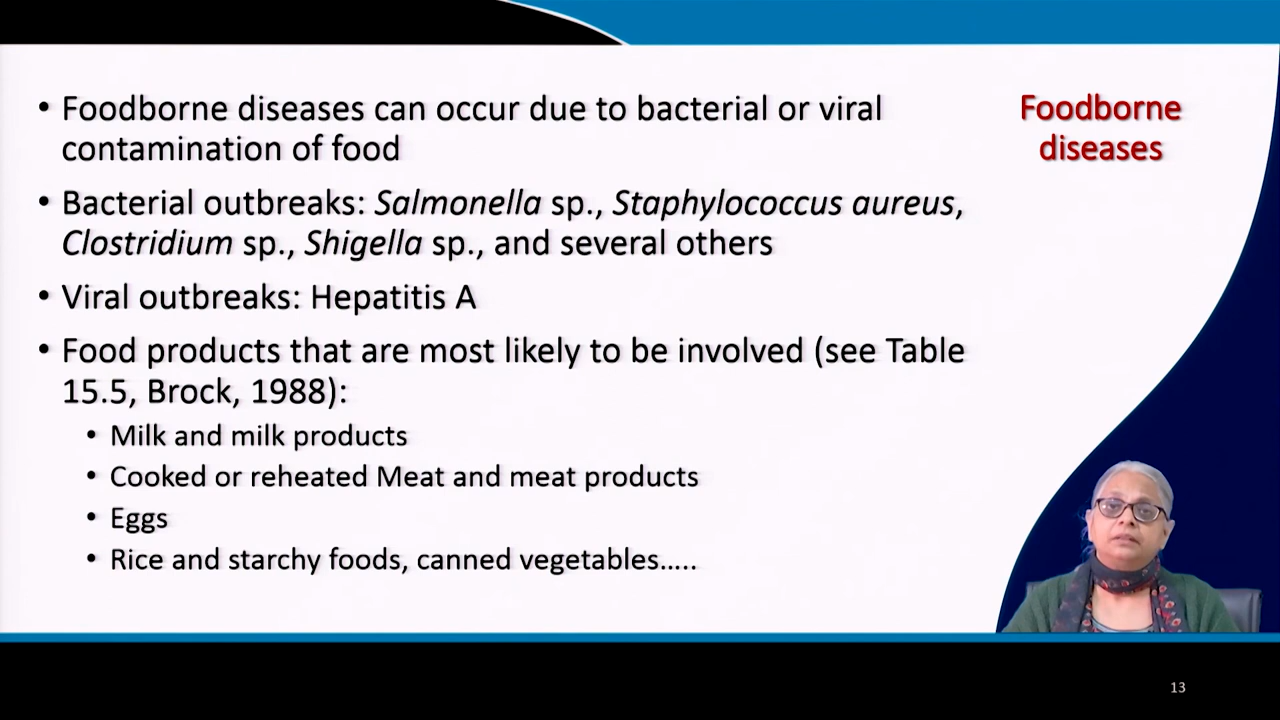 • Foodborne diseases can occur due to bacterial or viral
contamination of food
• Bacterial outbreaks: Salmonella sp., Staphylococcus aureus,
Clostridium sp., Shigella sp., and several others
• Viral outbreaks: Hepatitis A
• Food products that are most likely to be involved (see Table
15.5, Brock, 1988):
• Milk and milk products
• Cooked or reheated Meat and meat products
• Eggs
• Rice and starchy foods, canned vegetables.....
Foodborne
diseases
13